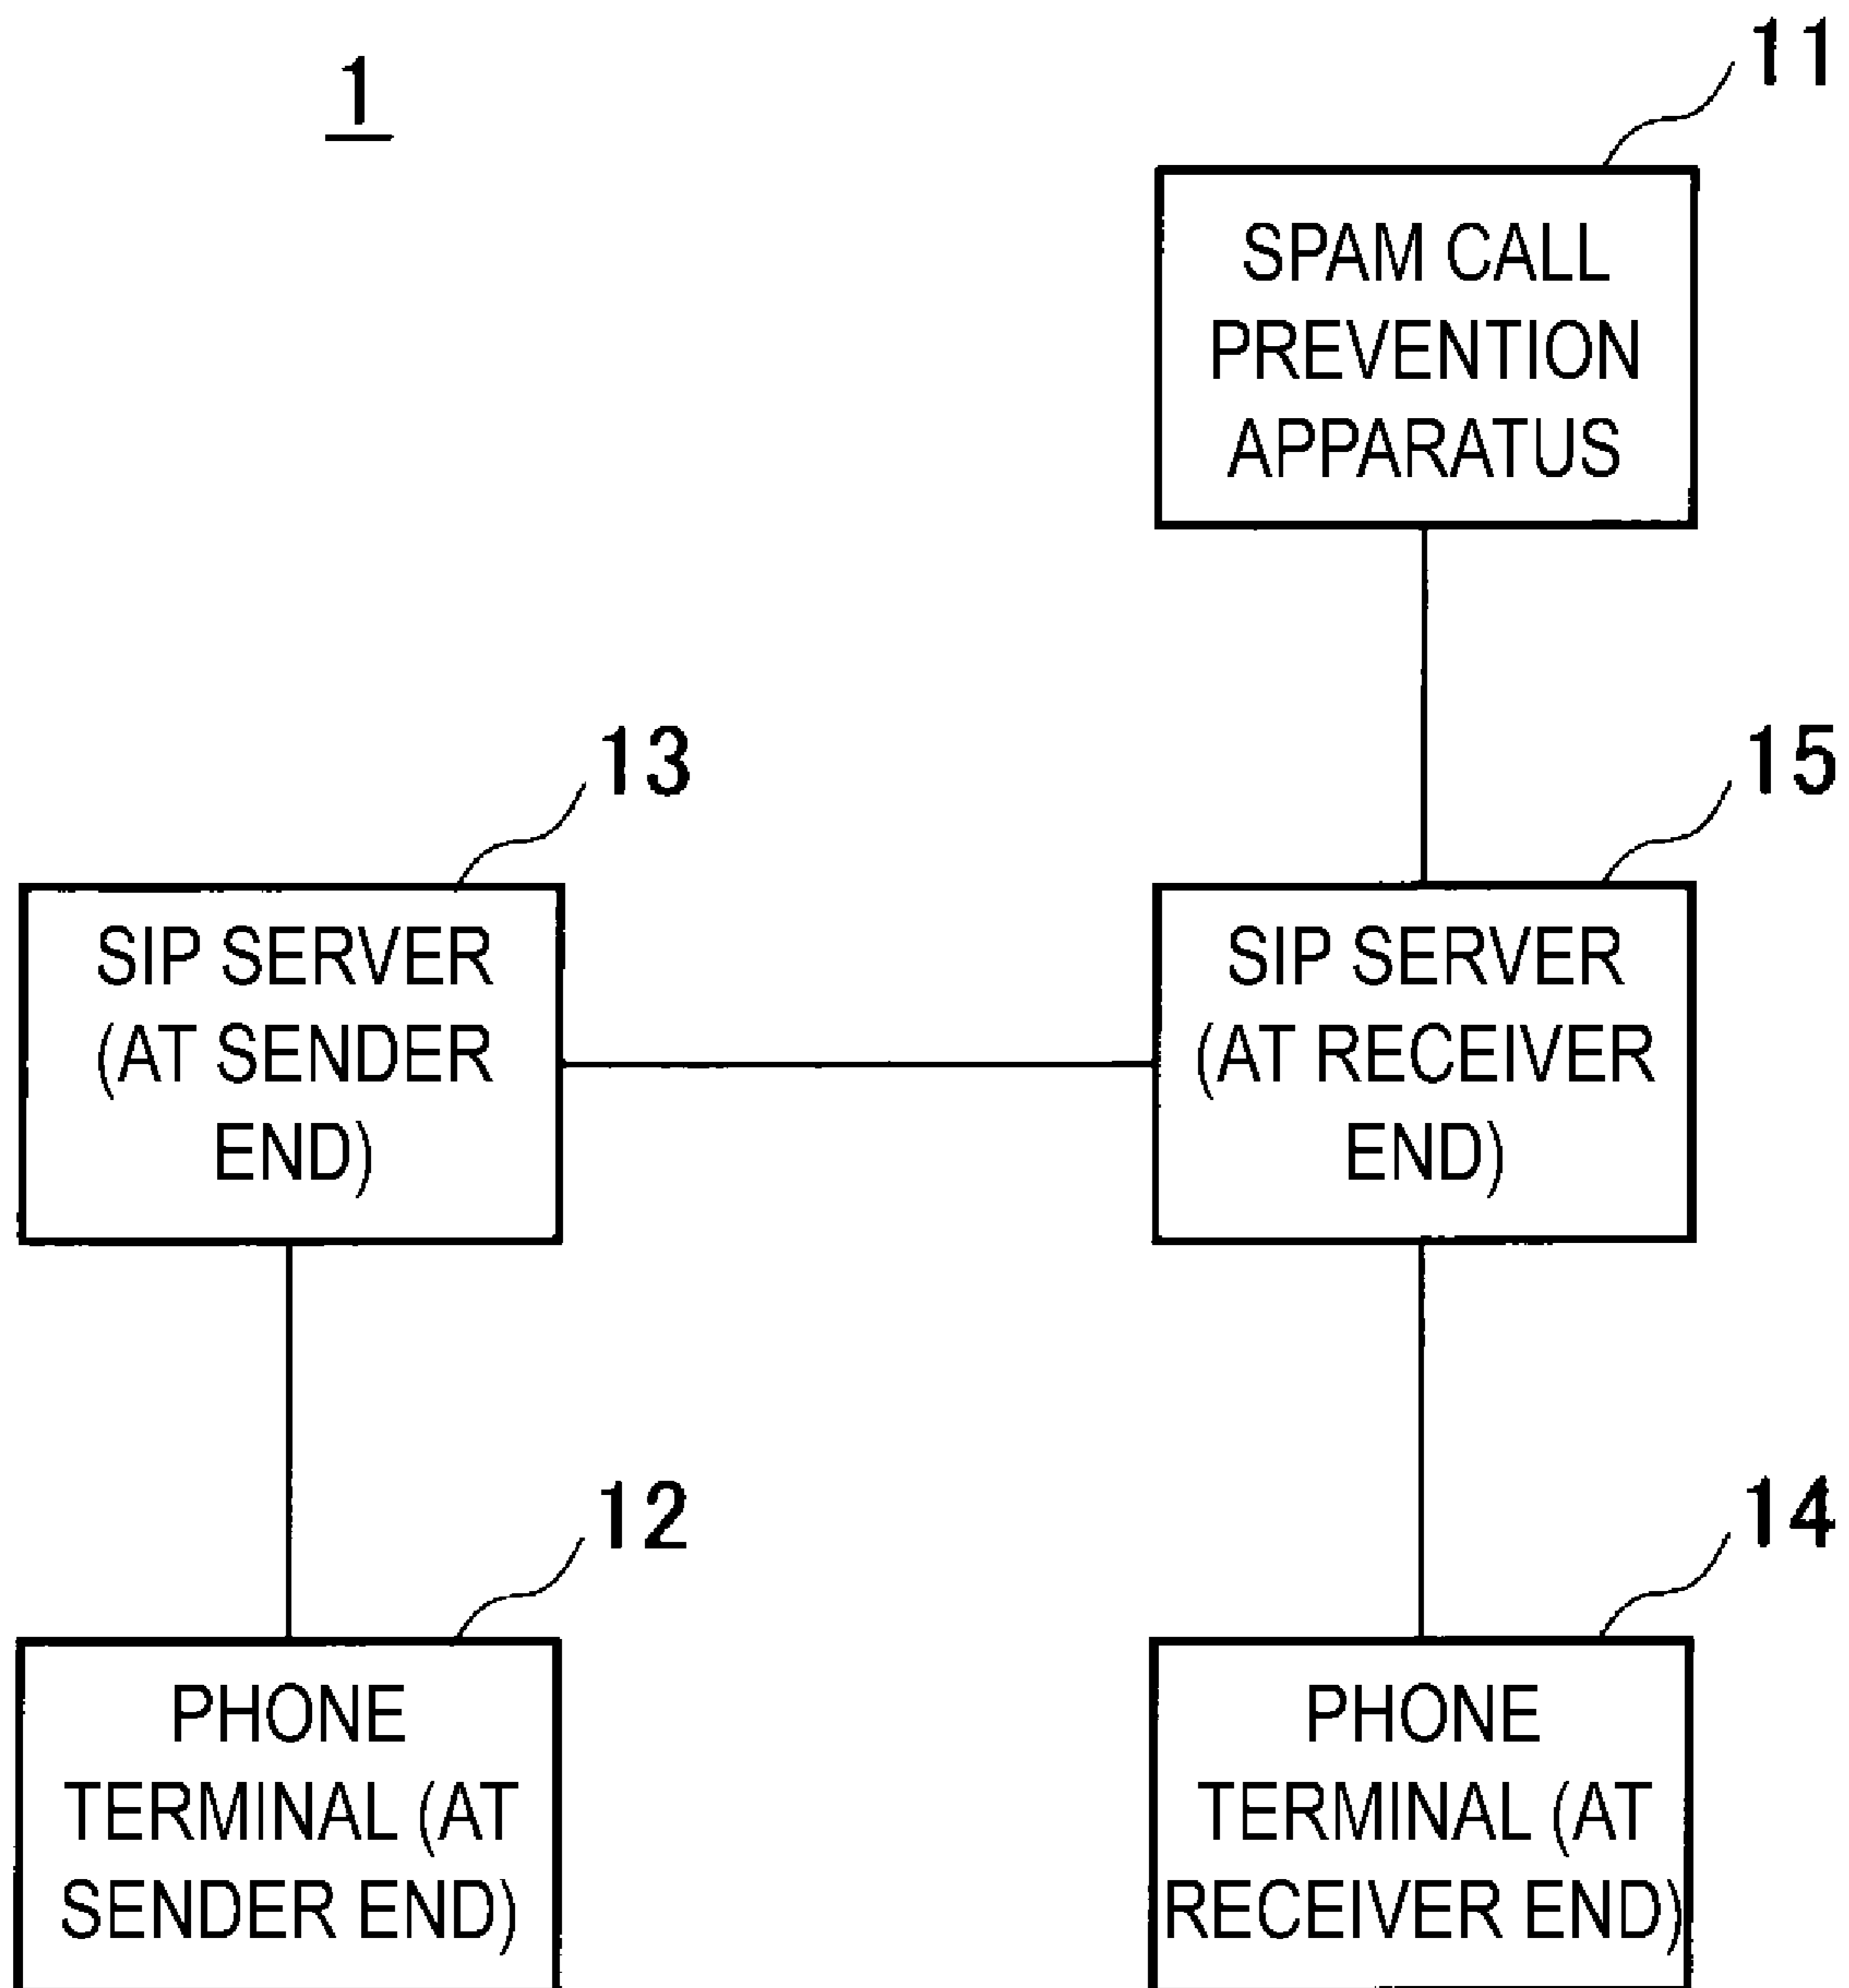 1
11
SPAM CALL
PREVENTION
APPARATUS
13
SIP SERVER
(AT SENDER
END)
15
SIP SERVER
(AT RECEIVER
END)
12
PHONE
TERMINAL (AT
SENDER END)
14
PHONE
TERMINAL (AT
RECEIVER END)